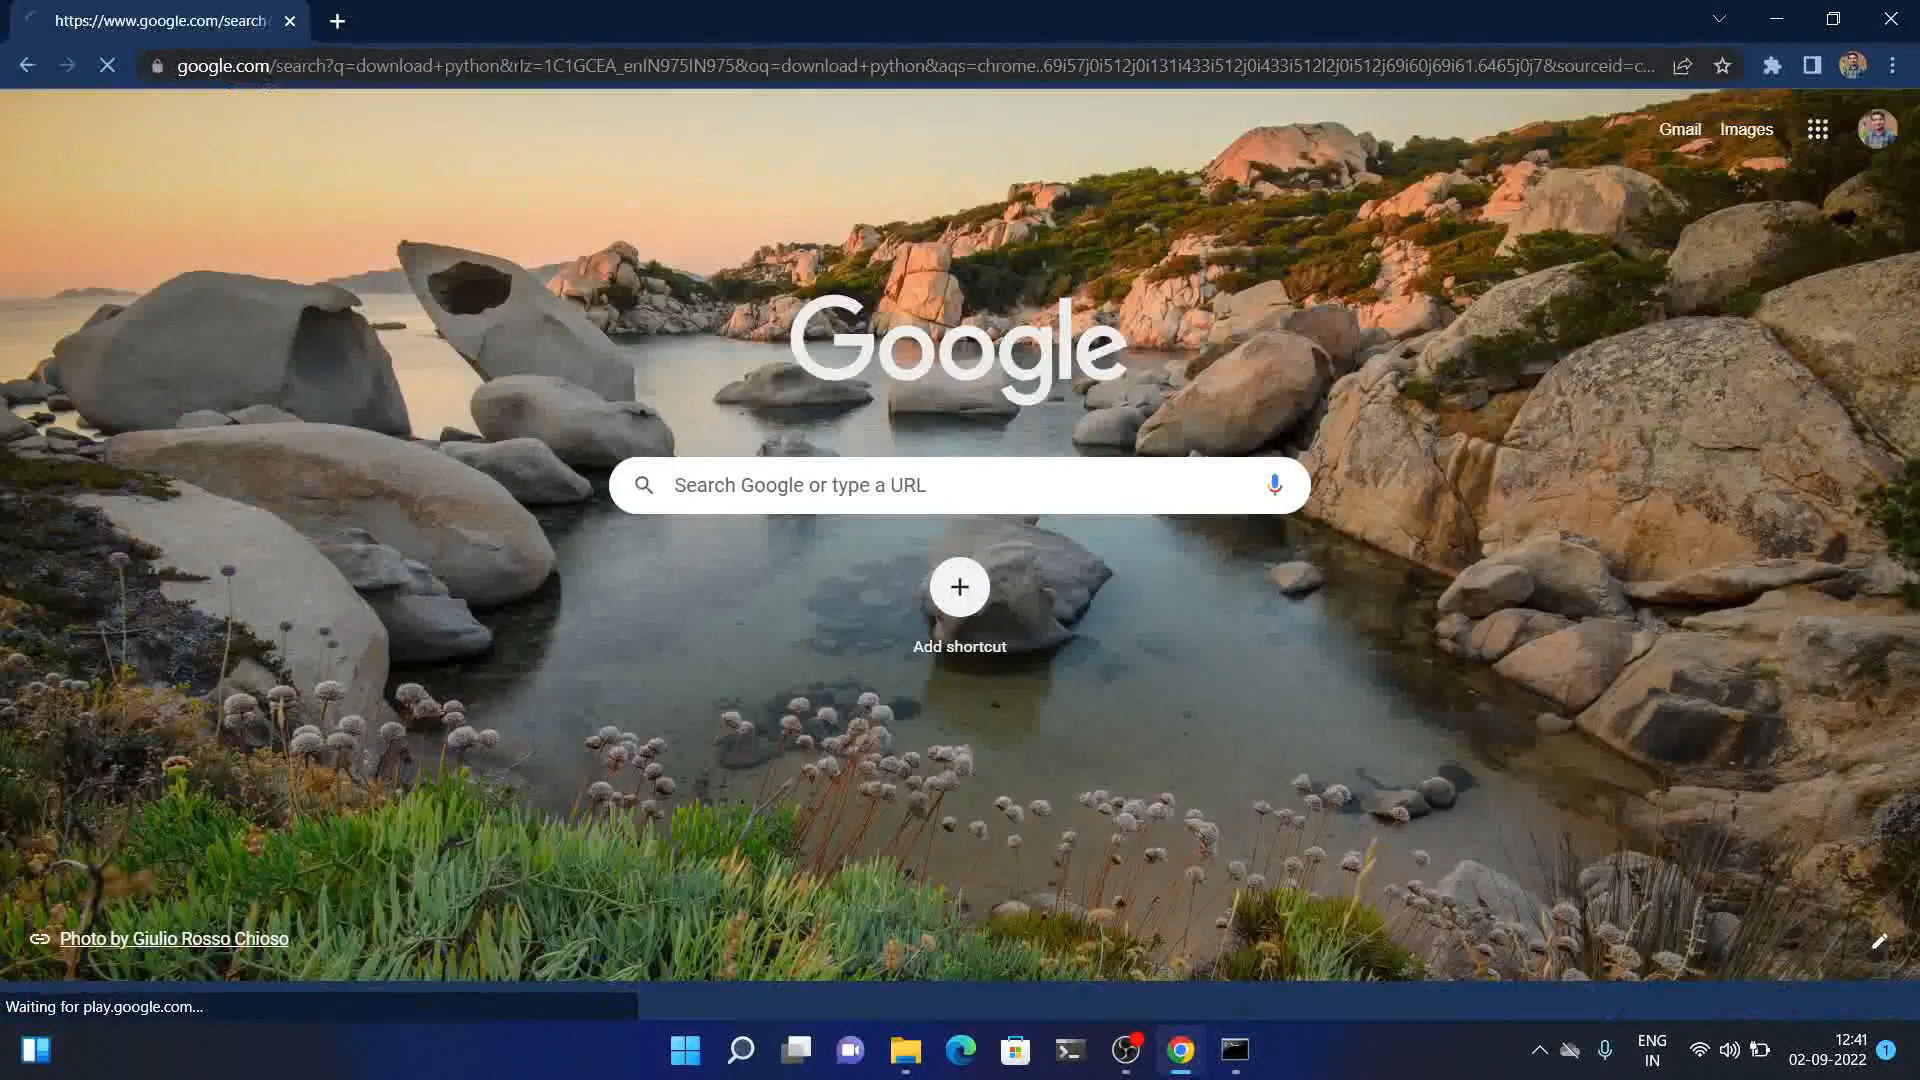 https://www.google.com/search
google.com/search?q=download+python&rlz=1C1GCEA_enIN975IN975&oq=download+python&aqs=chrome..69i57j0i512j0i131i433i512j0i433i512l2j0i512j69i60j69i61.6465j0j7&sourceid=c...
Gmail Images
Google
Search Google or type a URL
Add shortcut
Photo by Giulio Rosso Chioso
Waiting for play.google.com...
ENG
IN
12:41
02-09-2022
1